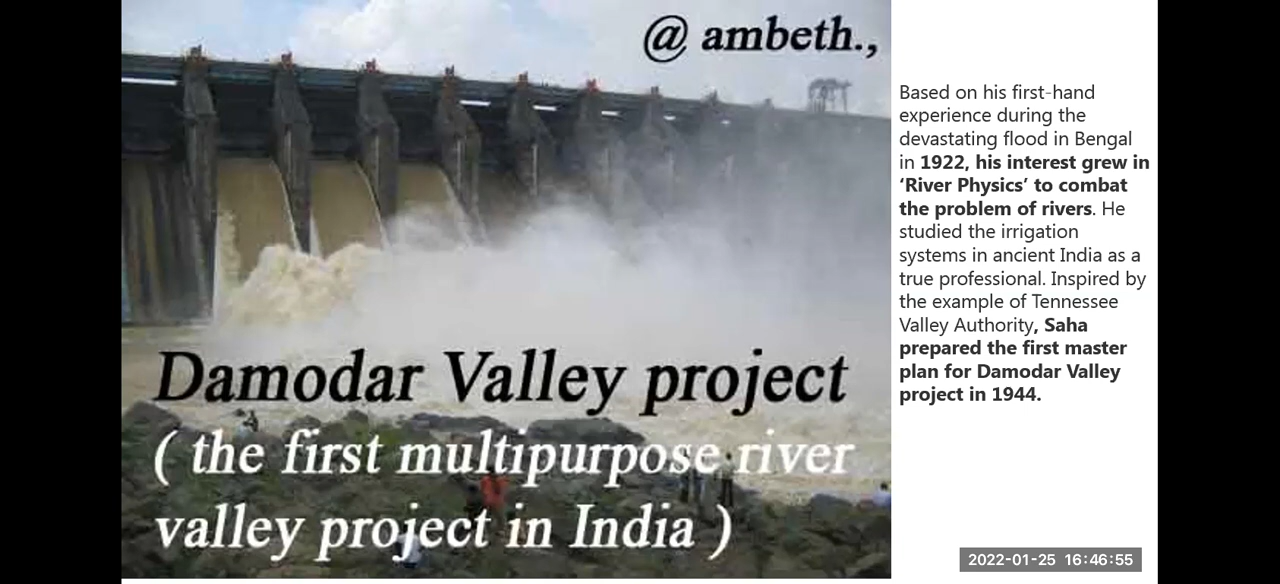 @ ambeth.,
Damodar Valley project
( the first multipurpose river
valley project in India )
Based on his first-hand
experience during the
devastating flood in Bengal
in 1922, his interest grew in
‘River Physics’ to combat
the problem of rivers. He
studied the irrigation
systems in ancient India as a
true professional. Inspired by
the example of Tennessee
Valley Authority, Saha
prepared the first master
plan for Damodar Valley
project in 1944.
2022-01-25 16:46:55